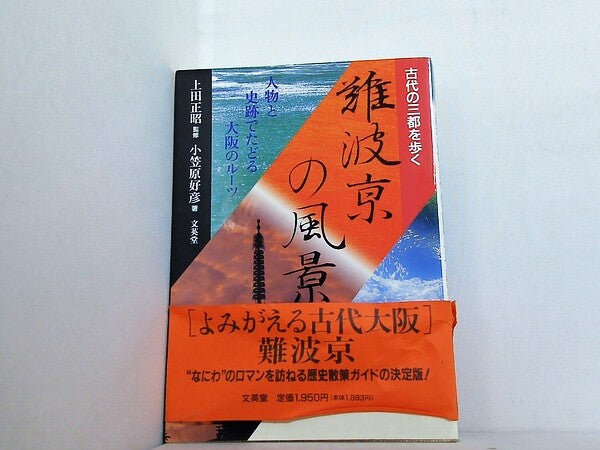 古代の三都を歩く
難波京
の風景
人物と
史跡でたどる
大阪のルーツ
上田正昭 監修 小笠原好彦 著 文英堂
[よみがえる古代大阪]
難波京
“なにわ”のロマンを訪ねる歴史散策ガイドの決定版!
文英堂 定価1,950円(本体1,893円)